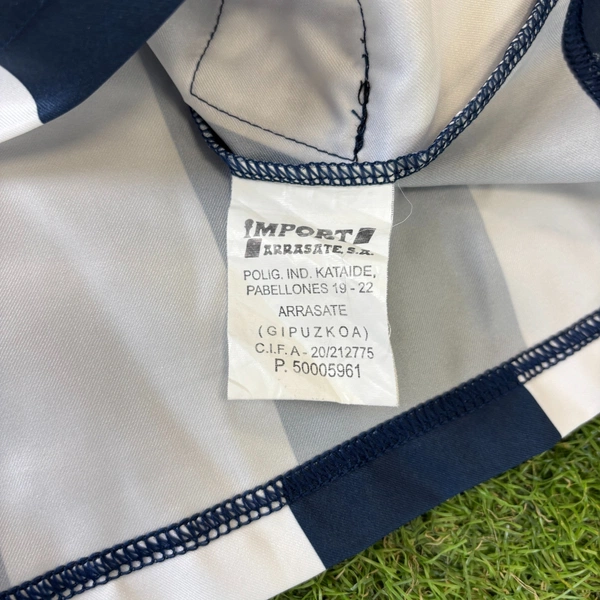 IMPORT
ARRASATE, S.A.
POLIG. IND. KATAIDE,
PABELLONES 19 - 22
ARRASATE
(GIPUZKOA)
C.I.F. A - 20/212775
P. 50005961